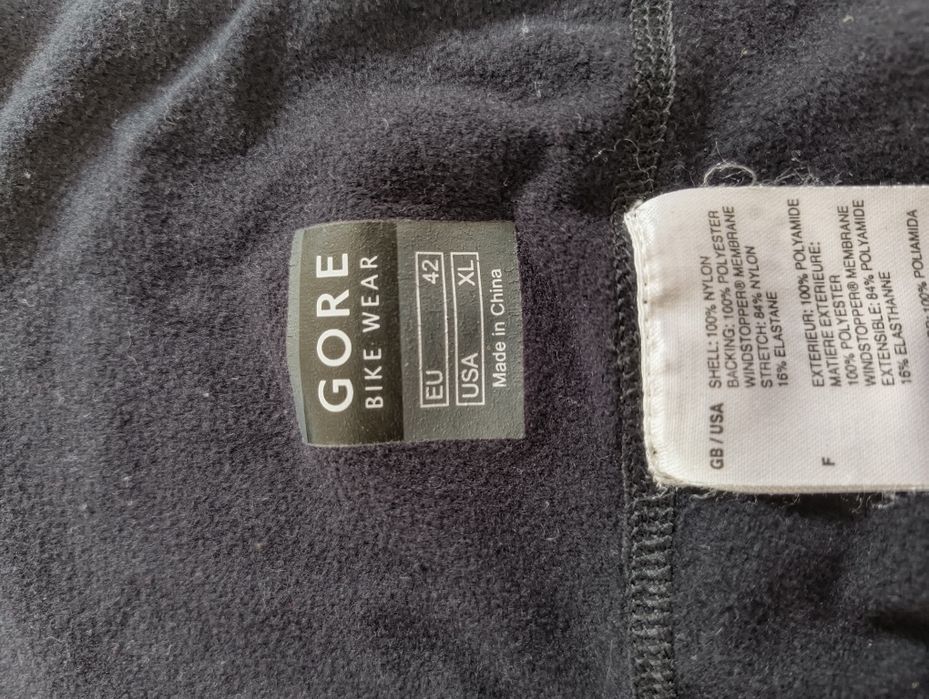 GORE
BIKE WEAR
EU 42
USA XL
Made in China
GB / USA SHELL: 100% NYLON
BACKING: 100% POLYESTER
WINDSTOPPER® MEMBRANE
STRETCH: 84% NYLON
16% ELASTANE
F EXTERIEUR: 100% POLYAMIDE
MATIERE EXTERIEURE:
100% POLYESTER
WINDSTOPPER® MEMBRANE
EXTENSIBLE: 84% POLYAMIDE
16% ELASTHANNE
100% POLIAMIDA